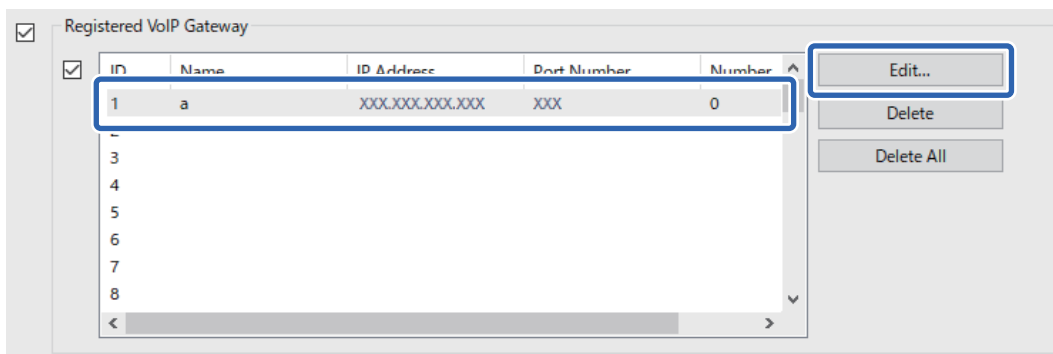 Registered VoIP Gateway
ID Name IP Address Port Number Number
Edit...
1 a XXX.XXX.XXX.XXX XXX 0
Delete
2
3
Delete All
4
5
6
7
8